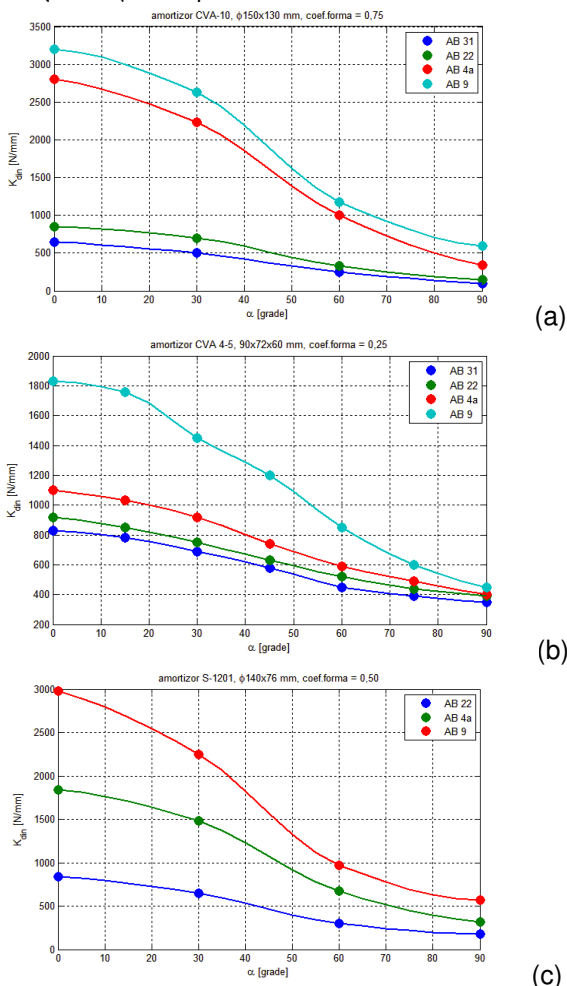 amortizor CVA-10, ϕ150x130 mm, coef.forma = 0,75
AB 31
AB 22
AB 4a
AB 9
K din [N/mm]
3500
3000
2500
2000
1500
1000
500
0
0 10 20 30 40 50 60 70 80 90
α. [grade]
(a)
amortizor CVA 4-5, 90x72x60 mm, coef.forma = 0,25
AB 31
AB 22
AB 4a
AB 9
K din [N/mm]
2000
1800
1600
1400
1200
1000
800
600
400
200
0 10 20 30 40 50 60 70 80 90
α. [grade]
(b)
amortizor S-1201, ϕ140x76 mm, coef.forma = 0,50
AB 22
AB 4a
AB 9
K din [N/mm]
3000
2500
2000
1500
1000
500
0
0 10 20 30 40 50 60 70 80 90
α. [grade]
(c)